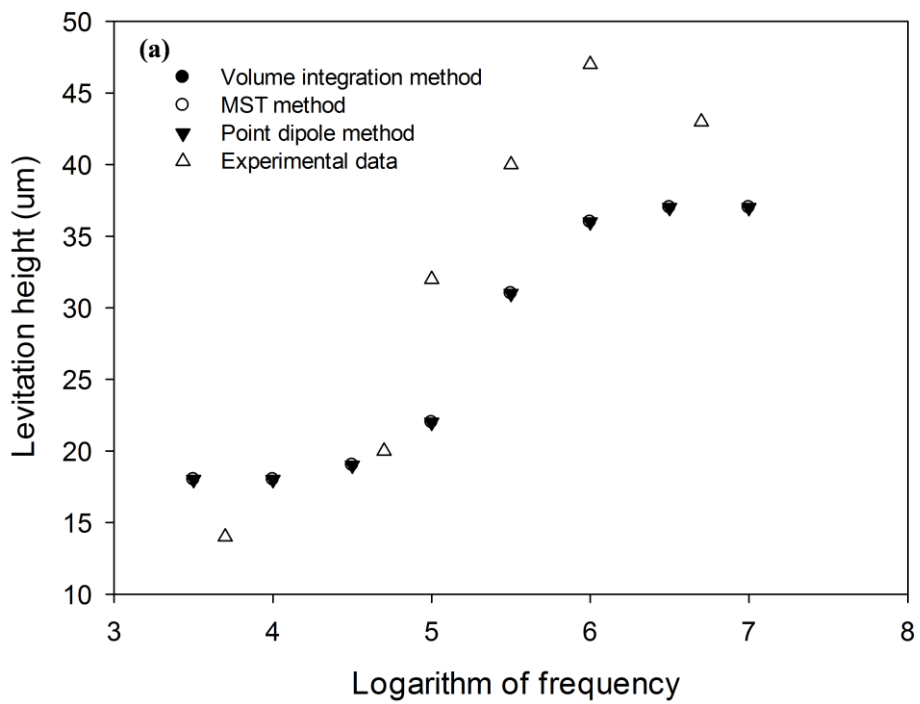 (a)
Volume integration method
MST method
Point dipole method
Experimental data
Levitation height (um)
50
45
40
35
30
25
20
15
10
3 4 5 6 7 8
Logarithm of frequency